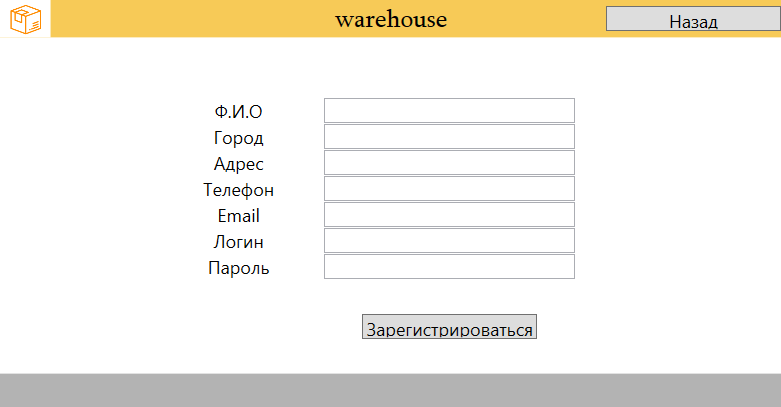 warehouse
Назад
Ф.И.О
Город
Адрес
Телефон
Email
Логин
Пароль
Зарегистрироваться